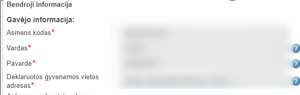 Bendroji informacija
Gavėjo informacija:
Asmens kodas*
Vardas*
Pavardė*
Deklaruotos gyvenamos vietos
adresas*